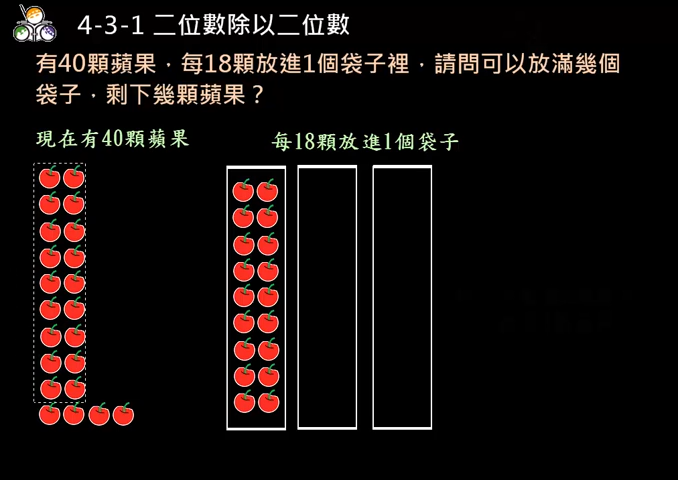 4-3-1 二位數除以二位數
有40顆蘋果，每18顆放進1個袋子裡，請問可以放滿幾個
袋子，剩下幾顆蘋果？
現在有40顆蘋果
每18顆放進1個袋子